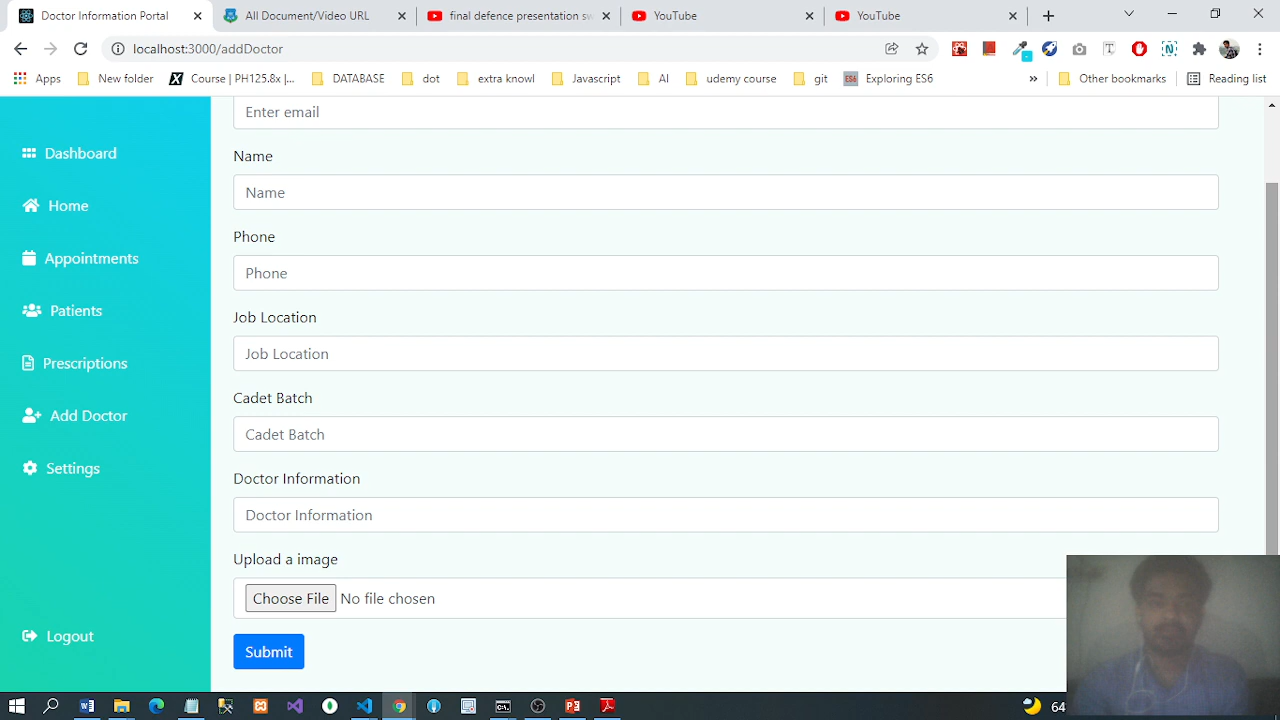 Doctor Information Portal
All Document/Video URL
final defence presentation sw
YouTube
YouTube
localhost:3000/addDoctor
Apps
New folder
Course | PH125.8x |...
DATABASE
dot
extra knowl
Javascript
AI
udemy course
git
ES6
Exploring ES6
»
Other bookmarks
Reading list
Dashboard
Home
Appointments
Patients
Prescriptions
Add Doctor
Settings
Logout
Enter email
Name
Name
Phone
Phone
Job Location
Job Location
Cadet Batch
Cadet Batch
Doctor Information
Doctor Information
Upload a image
Choose File No file chosen
Submit
64